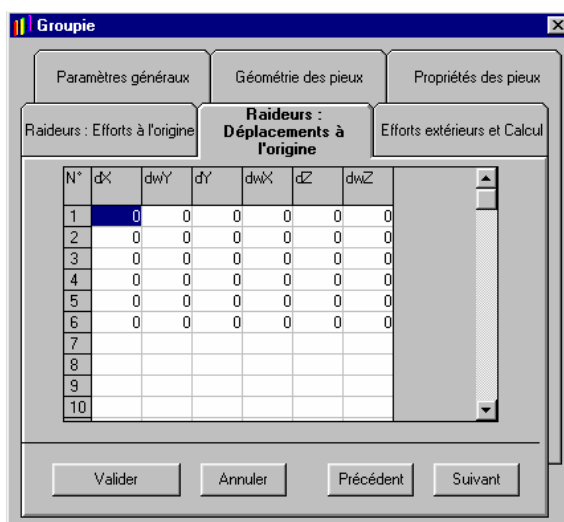 Groupie
Paramètres généraux Géométrie des pieux Propriétés des pieux
Raideurs : Efforts à l'origine Raideurs : Déplacements à l'origine Efforts extérieurs et Calcul
N° dX dwY dY dwX dZ dwZ
1 0 0 0 0 0 0
2 0 0 0 0 0 0
3 0 0 0 0 0 0
4 0 0 0 0 0 0
5 0 0 0 0 0 0
6 0 0 0 0 0 0
7
8
9
10
Valider Annuler Précédent Suivant